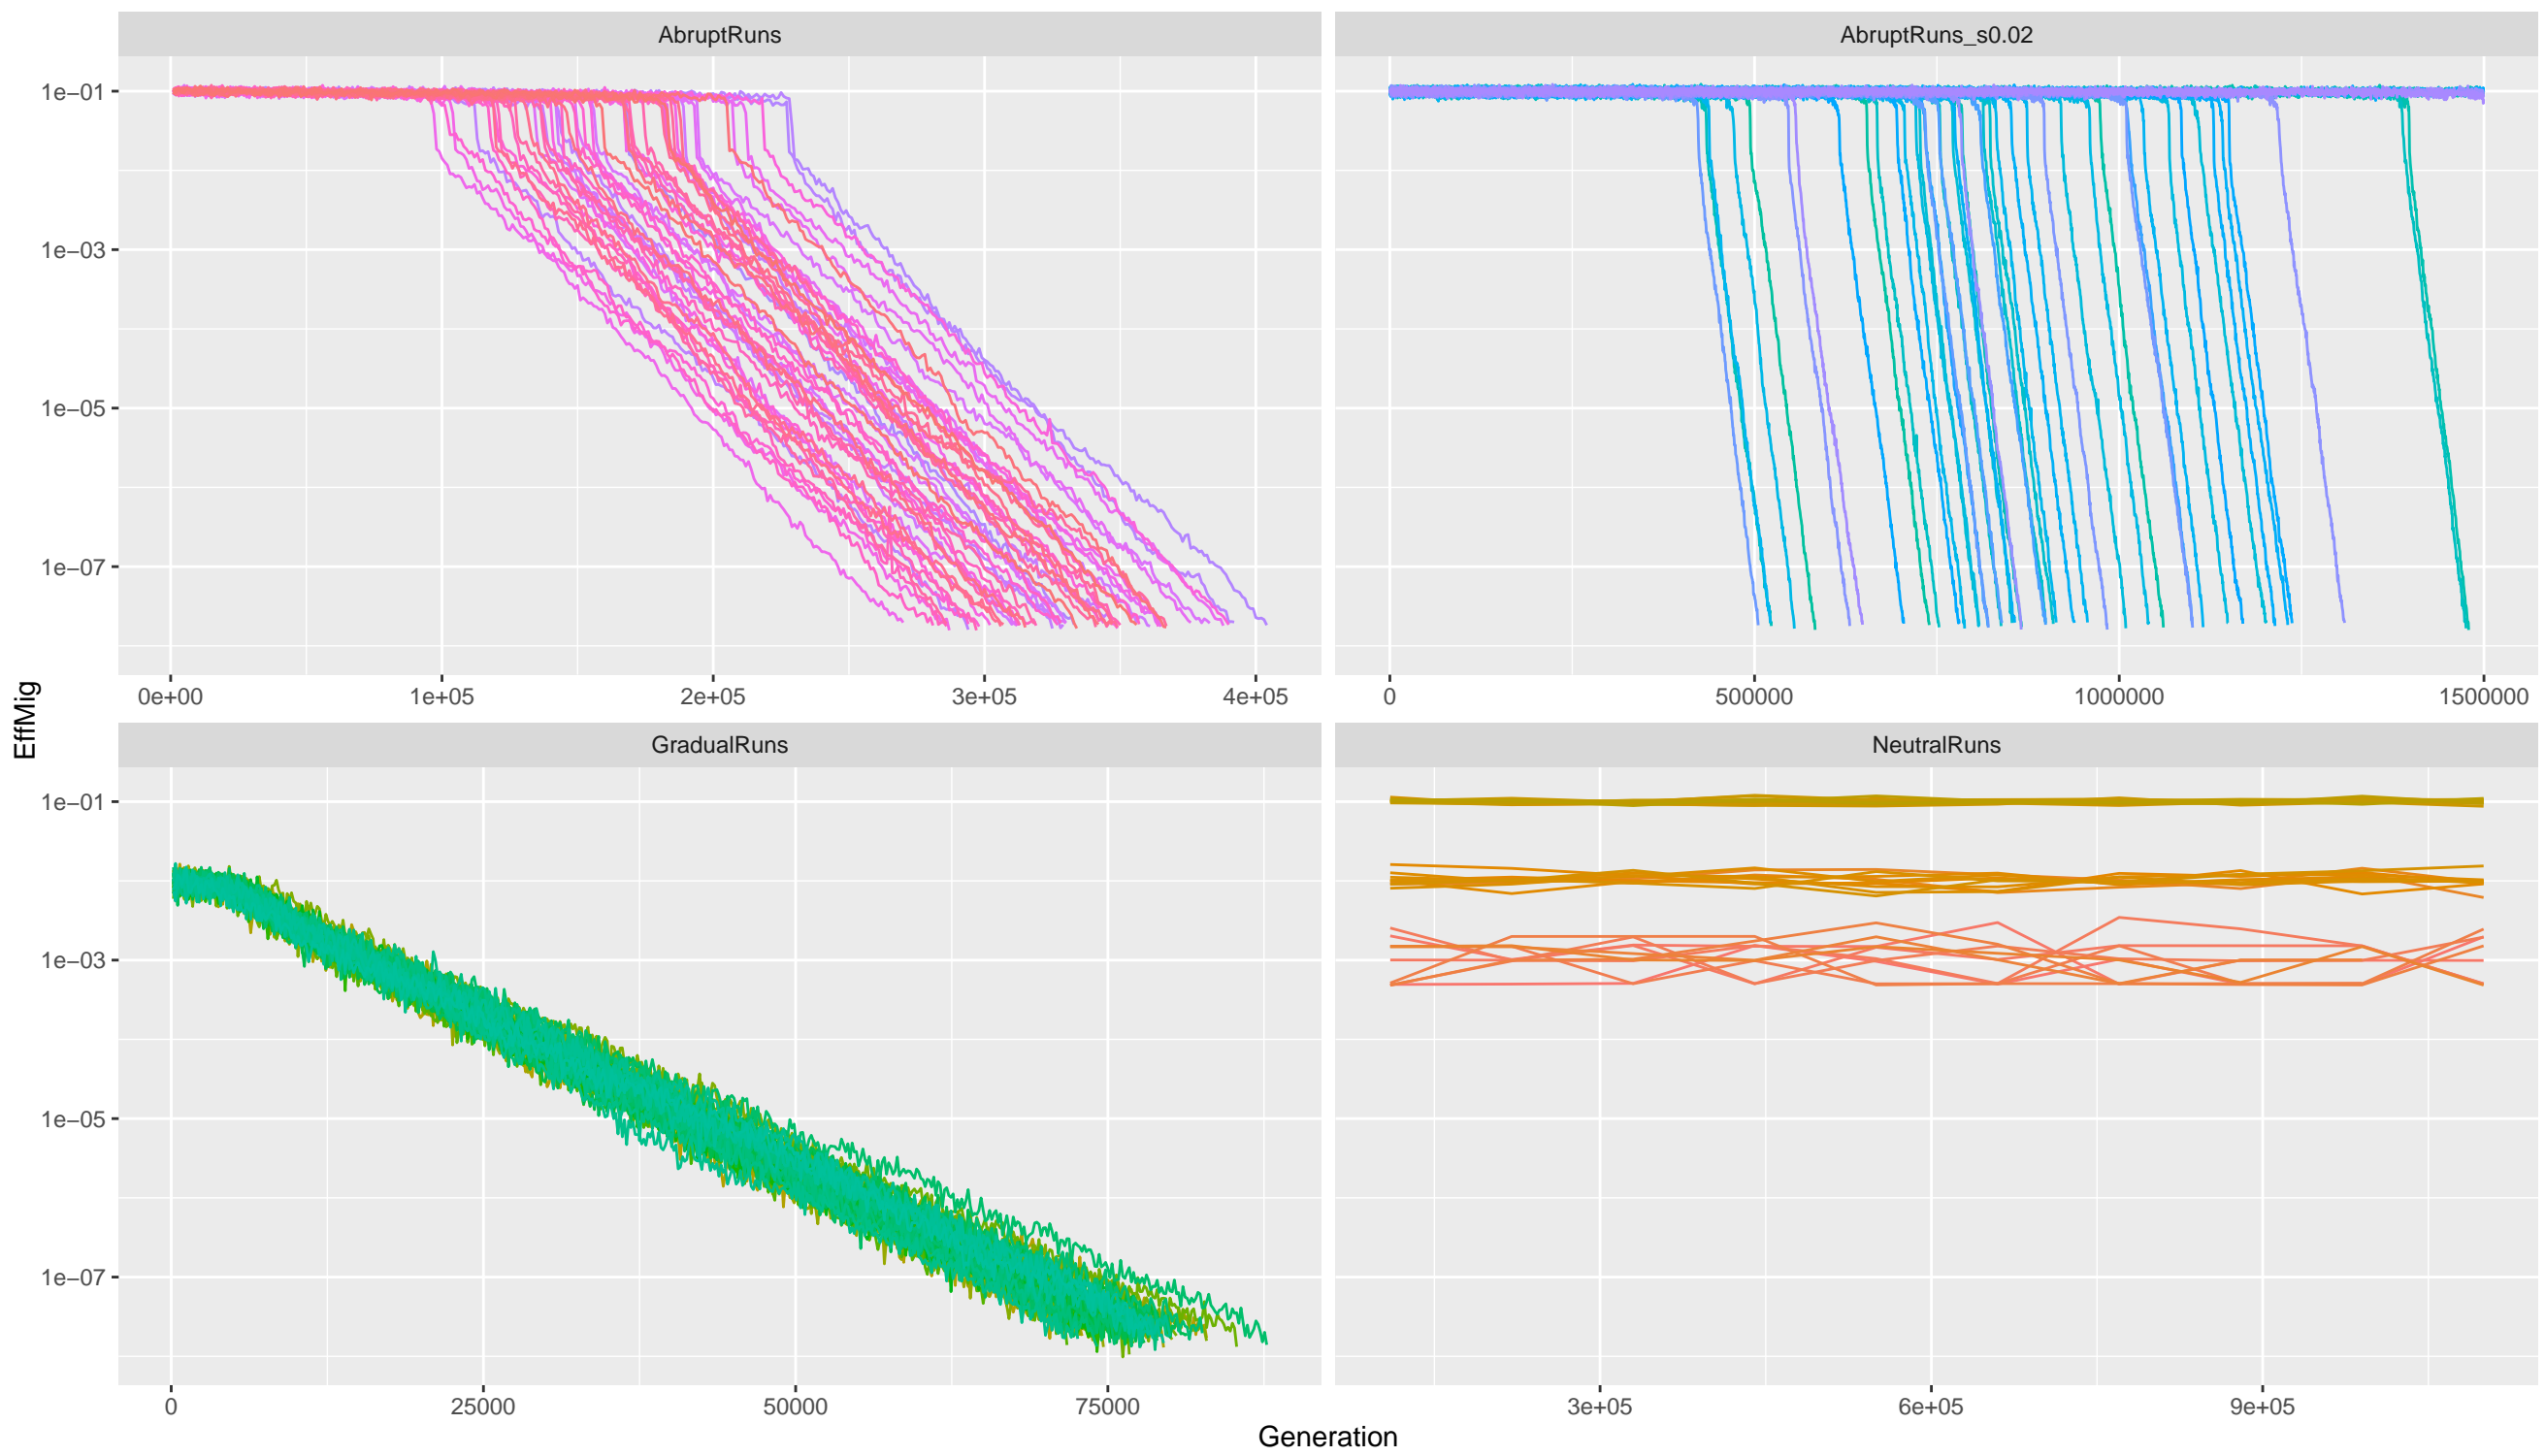 AbruptRuns
AbruptRuns_s0.02
1e−01
1e−03
1e−05
1e−07
0e+00 1e+05 2e+05 3e+05 4e+05
0 500000 1000000 1500000
EffMig
GradualRuns
NeutralRuns
1e−01
1e−03
1e−05
1e−07
0 25000 50000 75000
3e+05 6e+05 9e+05
Generation